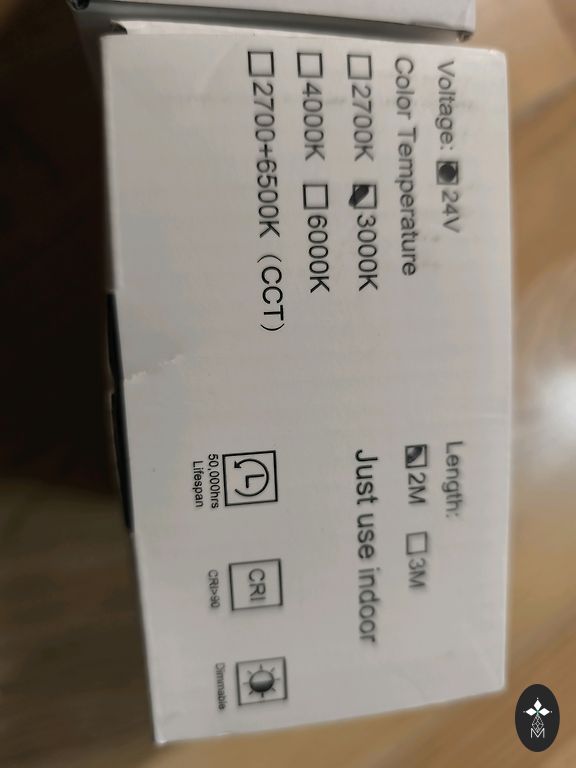 Voltage: 24V
Color Temperature
2700K 3000K
4000K 6000K
2700+6500K (CCT)
Length:
2M 3M
Just use indoor
50,000hrs
Lifespan
CRI
CRI>90
Dimmable
M